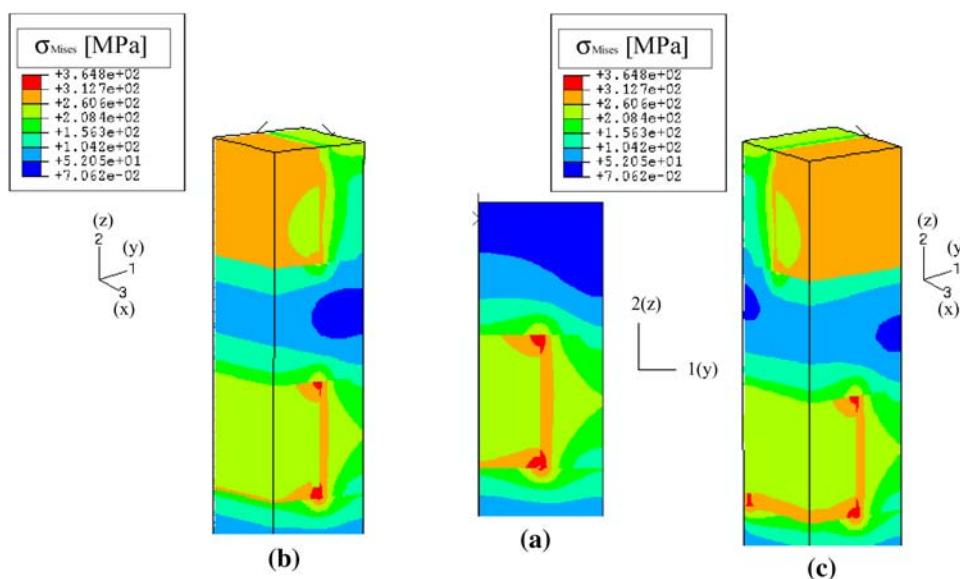 σMises [MPa]
+3.648e+02
+3.127e+02
+2.606e+02
+2.084e+02
+1.563e+02
+1.042e+02
+5.205e+01
+7.062e-02
(z)
2
(y)
1
3
(x)
(b)
2(z)
1(y)
(a)
σMises [MPa]
+3.648e+02
+3.127e+02
+2.606e+02
+2.084e+02
+1.563e+02
+1.042e+02
+5.205e+01
+7.062e-02
(z)
2
(y)
1
3
(x)
(c)